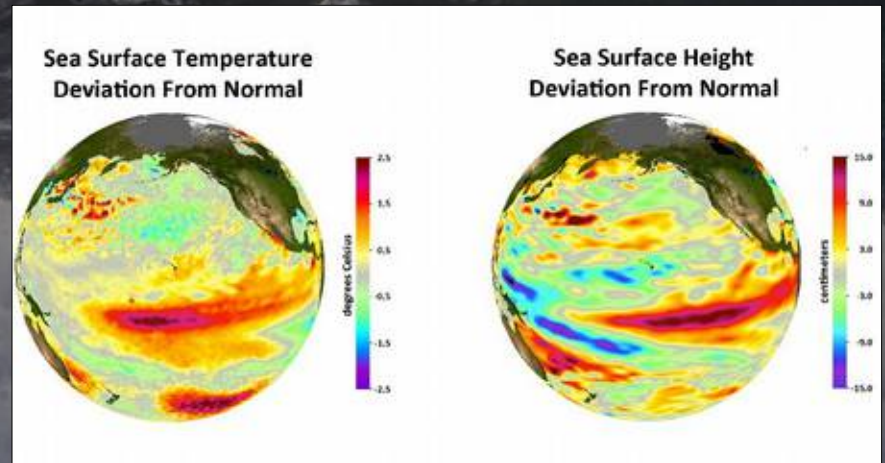 Sea Surface Temperature
Deviation From Normal
2.5
1.5
0.5
-0.5
-1.5
-2.5
degrees Celsius
Sea Surface Height
Deviation From Normal
15.0
9.0
3.0
-3.0
-9.0
-15.0
centimeters